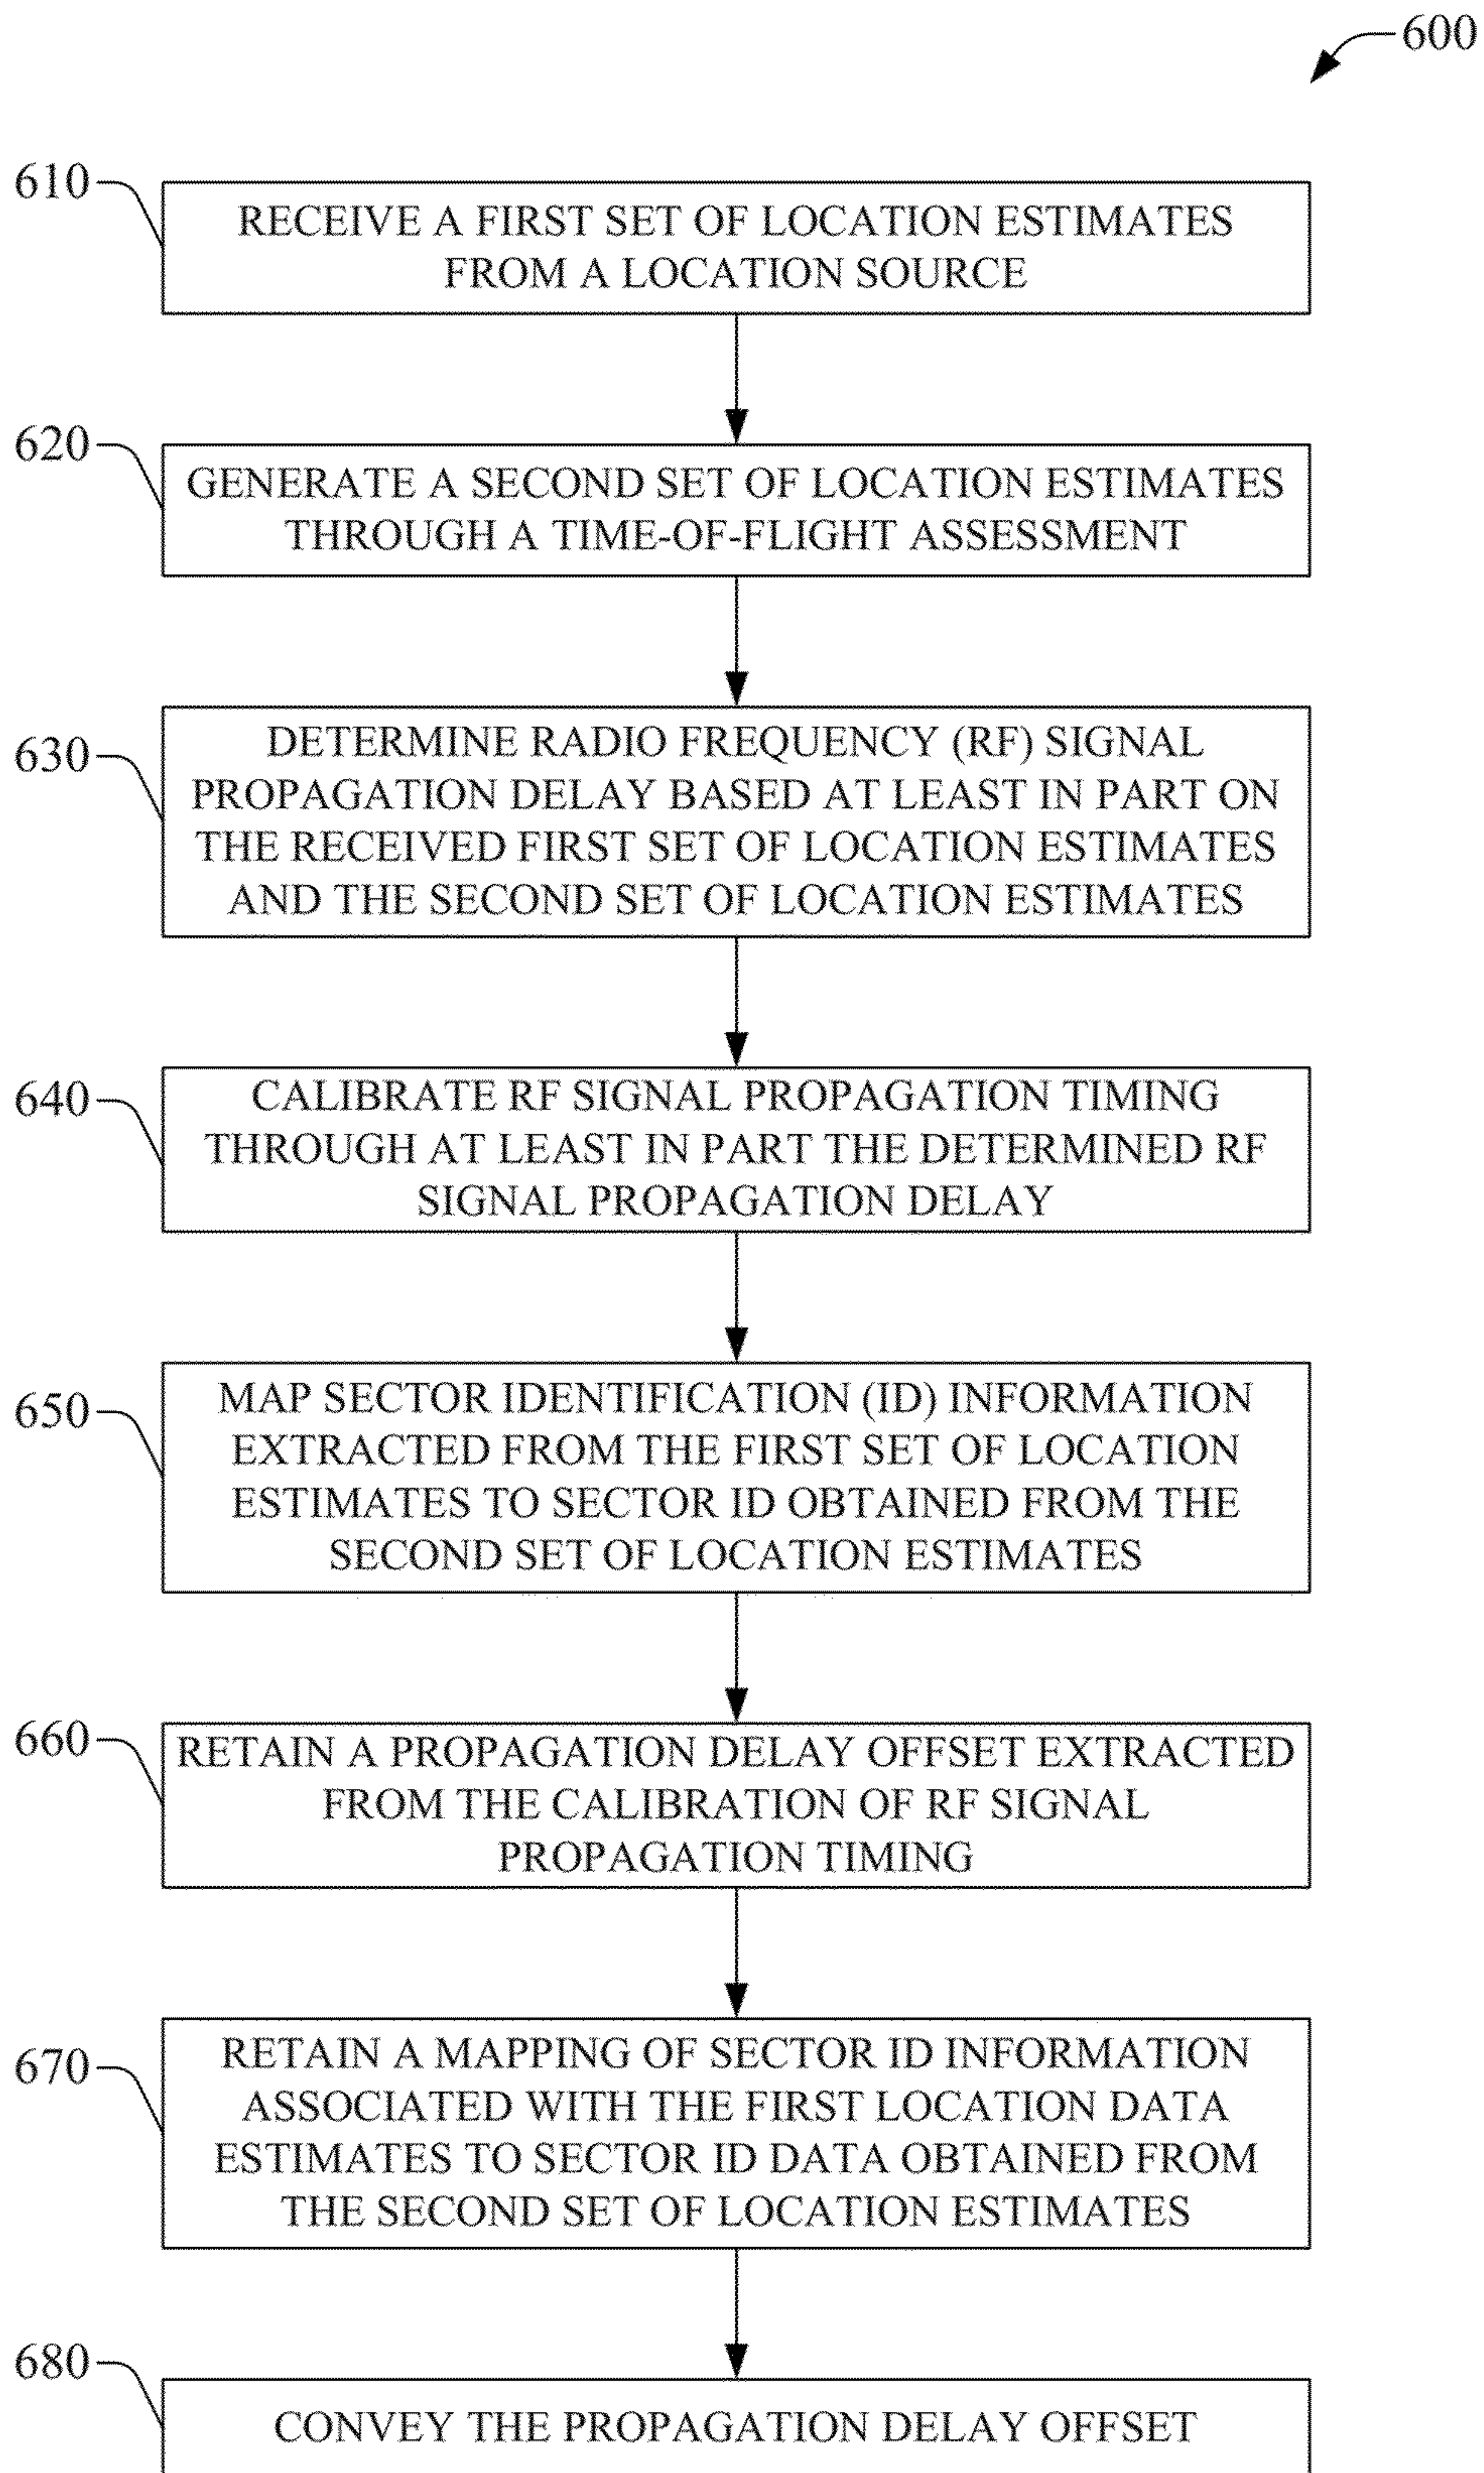 600
610
RECEIVE A FIRST SET OF LOCATION ESTIMATES
FROM A LOCATION SOURCE
620
GENERATE A SECOND SET OF LOCATION ESTIMATES
THROUGH A TIME-OF-FLIGHT ASSESSMENT
630
DETERMINE RADIO FREQUENCY (RF) SIGNAL
PROPAGATION DELAY BASED AT LEAST IN PART ON
THE RECEIVED FIRST SET OF LOCATION ESTIMATES
AND THE SECOND SET OF LOCATION ESTIMATES
640
CALIBRATE RF SIGNAL PROPAGATION TIMING
THROUGH AT LEAST IN PART THE DETERMINED RF
SIGNAL PROPAGATION DELAY
650
MAP SECTOR IDENTIFICATION (ID) INFORMATION
EXTRACTED FROM THE FIRST SET OF LOCATION
ESTIMATES TO SECTOR ID OBTAINED FROM THE
SECOND SET OF LOCATION ESTIMATES
660
RETAIN A PROPAGATION DELAY OFFSET EXTRACTED
FROM THE CALIBRATION OF RF SIGNAL
PROPAGATION TIMING
670
RETAIN A MAPPING OF SECTOR ID INFORMATION
ASSOCIATED WITH THE FIRST LOCATION DATA
ESTIMATES TO SECTOR ID DATA OBTAINED FROM
THE SECOND SET OF LOCATION ESTIMATES
680
CONVEY THE PROPAGATION DELAY OFFSET